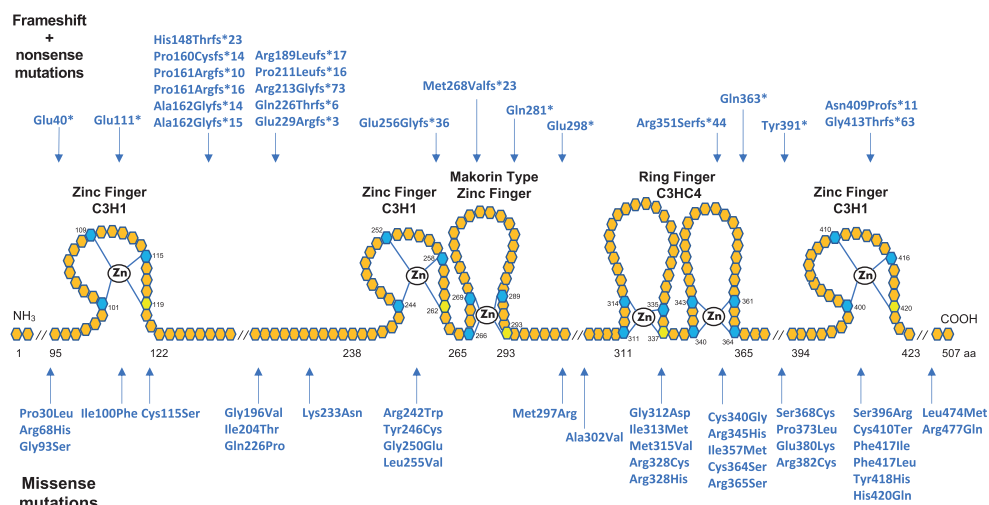 Frameshift
+
nonsense
mutations
Glu40*
Glu111*
His148Thrfs*23
Pro160Cysfs*14
Pro161Argfs*10
Pro161Argfs*16
Ala162Glyfs*14
Ala162Glyfs*15
Arg189Leufs*17
Pro211Leufs*16
Arg213Glyfs*73
Gln226Thrfs*6
Glu229Argfs*3
Glu256Glyfs*36
Met268Valfs*23
Gln281*
Glu298*
Arg351Serfs*44
Gln363*
Tyr391*
Asn409Profs*11
Gly413Thrfs*63
Zinc Finger
C3H1
Zinc Finger
C3H1
Makorin Type
Zinc Finger
Ring Finger
C3HC4
Zinc Finger
C3H1
109
115
Zn
101
119
252
258
Zn
244
262
269
289
Zn
266
293
314
335
Zn
311
337
343
361
Zn
340
364
410
416
Zn
400
420
NH3
COOH
1
//
95
122
//
238
265
293
//
311
365
//
394
423
//
507 aa
Pro30Leu
Arg68His
Gly93Ser
Ile100Phe
Cys115Ser
Gly196Val
Ile204Thr
Gln226Pro
Lys233Asn
Arg242Trp
Tyr246Cys
Gly250Glu
Leu255Val
Met297Arg
Ala302Val
Gly312Asp
Ile313Met
Met315Val
Arg328Cys
Arg328His
Cys340Gly
Arg345His
Ile357Met
Cys364Ser
Arg365Ser
Ser368Cys
Pro373Leu
Glu380Lys
Arg382Cys
Ser396Arg
Cys410Ter
Phe417Ile
Phe417Leu
Tyr418His
His420Gln
Leu474Met
Arg477Gln
Missense
mutations